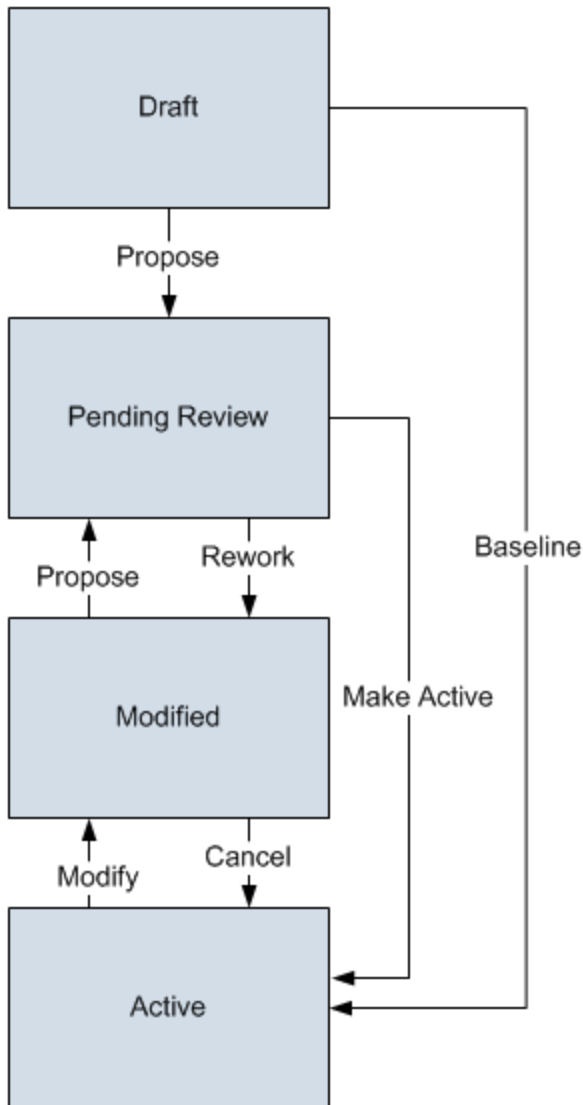 Draft
Propose
Pending Review
Rework
Propose
Baseline
Make Active
Modified
Cancel
Modify
Active